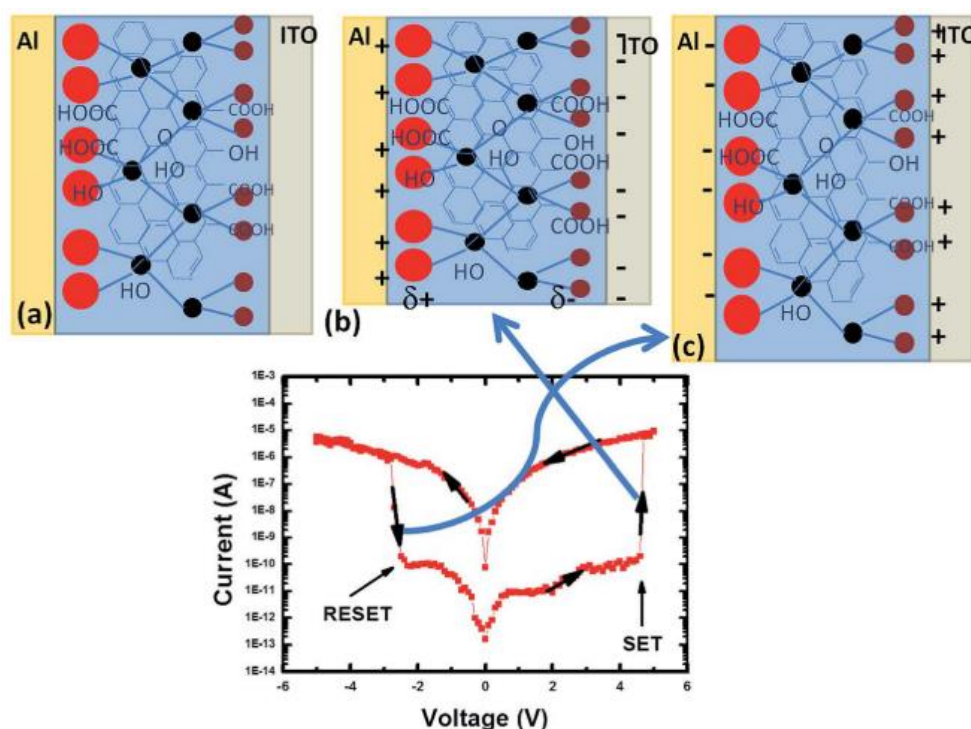 Al
ITO
HOOC
COOH
HOOC
O
HO
OH
HO
COOH
COOH
HO
(a)
Al
ITO
+
-
HOOC
COOH
HOOC
O
OH
HO
COOH
HO
COOH
HO
δ+
δ-
(b)
Al
ITO
-
+
HOOC
COOH
HOOC
O
OH
HO
HO
COOH
COOH
HO
(c)
1E-3
1E-4
1E-5
1E-6
1E-7
1E-8
1E-9
1E-10
1E-11
1E-12
1E-13
1E-14
Current (A)
RESET
SET
-6
-4
-2
0
2
4
6
Voltage (V)